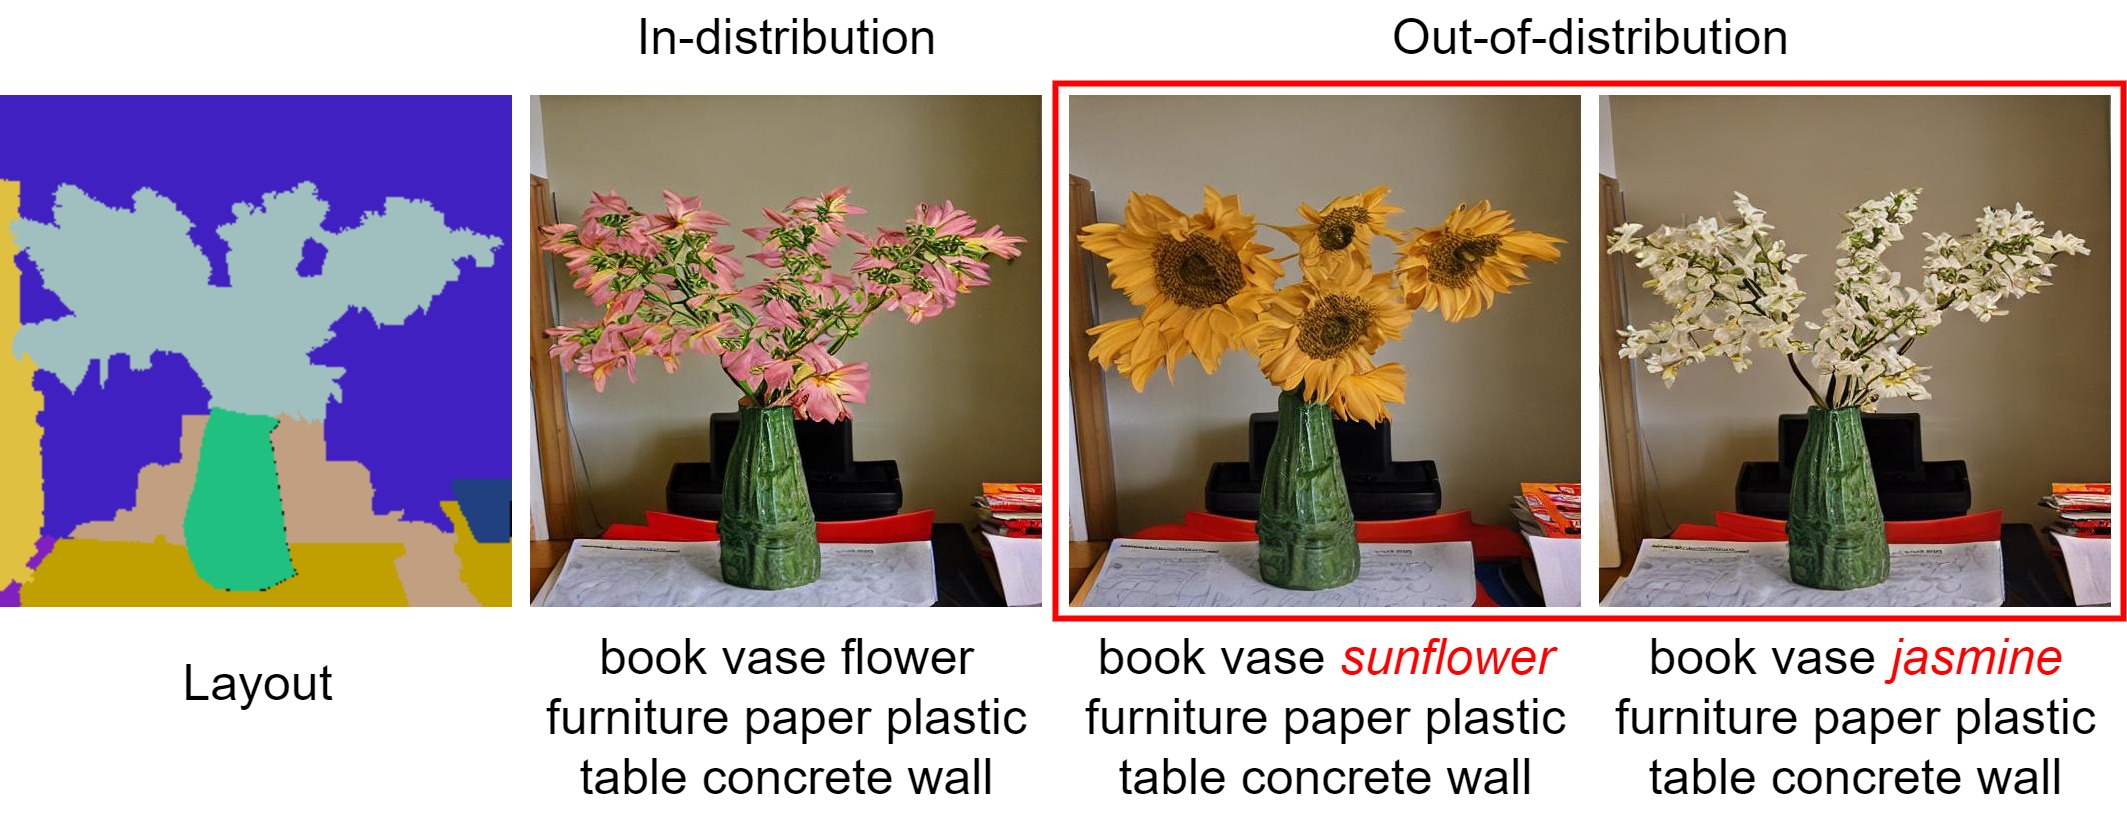 In-distribution
Out-of-distribution
Layout
book vase flower
furniture paper plastic
table concrete wall
book vase sunflower
furniture paper plastic
table concrete wall
book vase jasmine
furniture paper plastic
table concrete wall